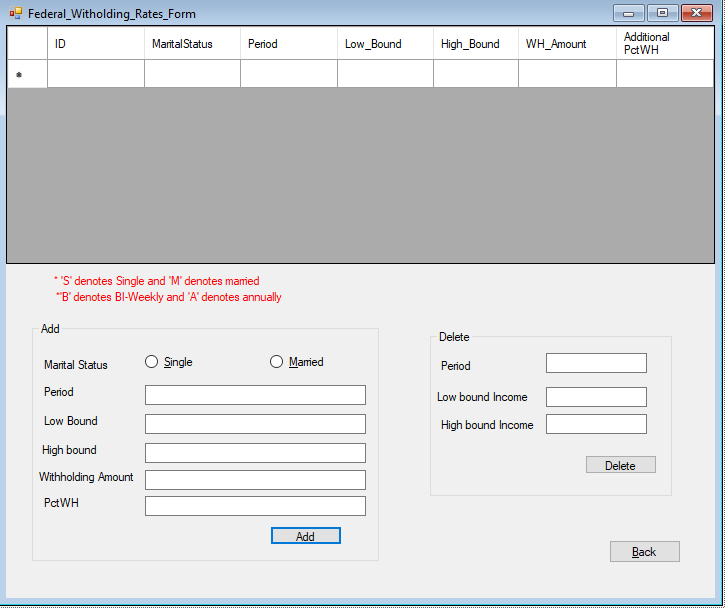 Federal_Witholding_Rates_Form
ID MaritalStatus Period Low_Bound High_Bound WH_Amount Additional PctWH
*
* 'S' denotes Single and 'M' denotes married
*'B' denotes BI-Weekly and 'A' denotes annually
Add
Marital Status Single Married
Period
Low Bound
High bound
Withholding Amount
PctWH
Add
Delete
Period
Low bound Income
High bound Income
Delete
Back